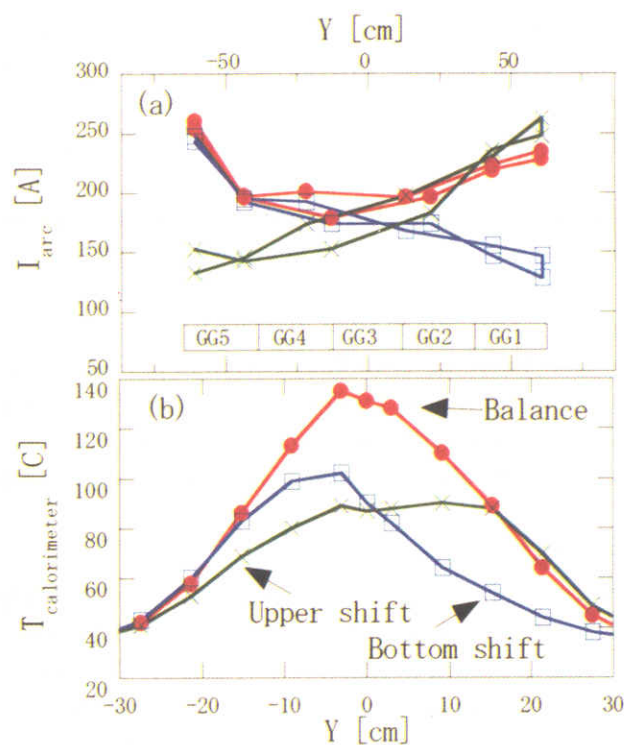 Y [cm]
-50 0 50
300
(a)
250
200
150
100
50
I_arc [A]
GG5 GG4 GG3 GG2 GG1
140
(b)
120
100
80
60
40
20
T_calorimeter [C]
Balance
Upper shift
Bottom shift
-30 -20 -10 0 10 20 30
Y [cm]